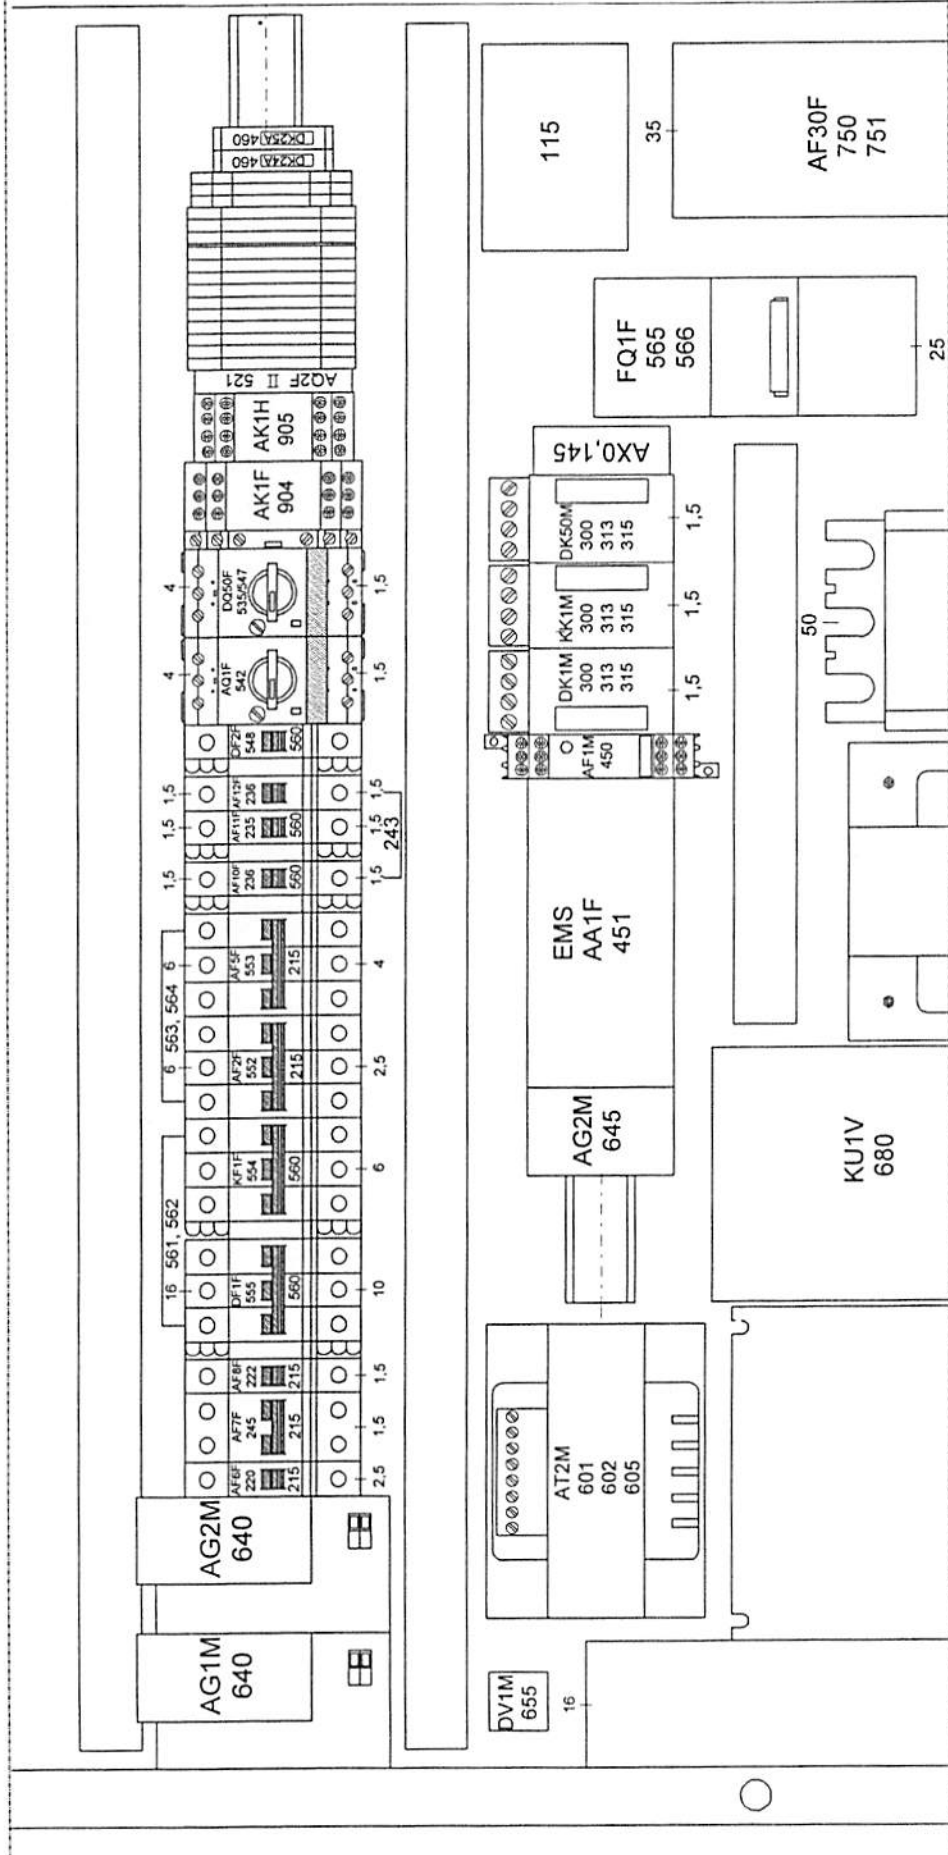 AG1M
640
AG2M
640
AF6F
220
215
2,5
AF7F
245
215
1,5
AF8F
222
215
1,5
16 561, 562
DF1F
555
560
10
KF1F
554
560
6
6 563, 564 6
AF2F
552
215
2,5
AF5F
553
215
4
1,5
AF10F
236
560
1,5
1,5
AF11F
235
560
1,5
1,5
AF12F
236
1,5
243
DF2F
548
560
4
AQ1F
542
1,5
4
DQ50F
535/547
1,5
AK1F
904
AK1H
905
AQ2F II 521
DK24A 460
DK25A 460
DV1M
655
16
AT2M
601
602
605
AG2M
645
EMS
AA1F
451
AF1M
450
DK1M
300
313
315
1,5
KK1M
300
313
315
1,5
DK50M
300
313
315
1,5
AX0,145
KU1V
680
50
FQ1F
565
566
25
115
35
AF30F
750
751